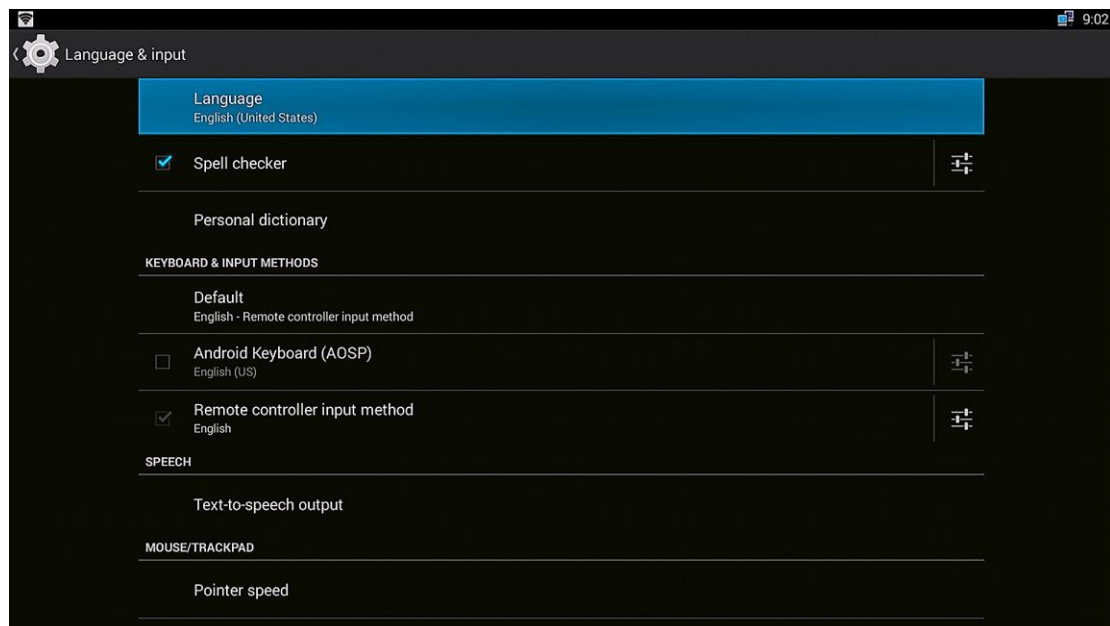 9:02
Language & input
Language
English (United States)
Spell checker
Personal dictionary
KEYBOARD & INPUT METHODS
Default
English - Remote controller input method
Android Keyboard (AOSP)
English (US)
Remote controller input method
English
SPEECH
Text-to-speech output
MOUSE/TRACKPAD
Pointer speed